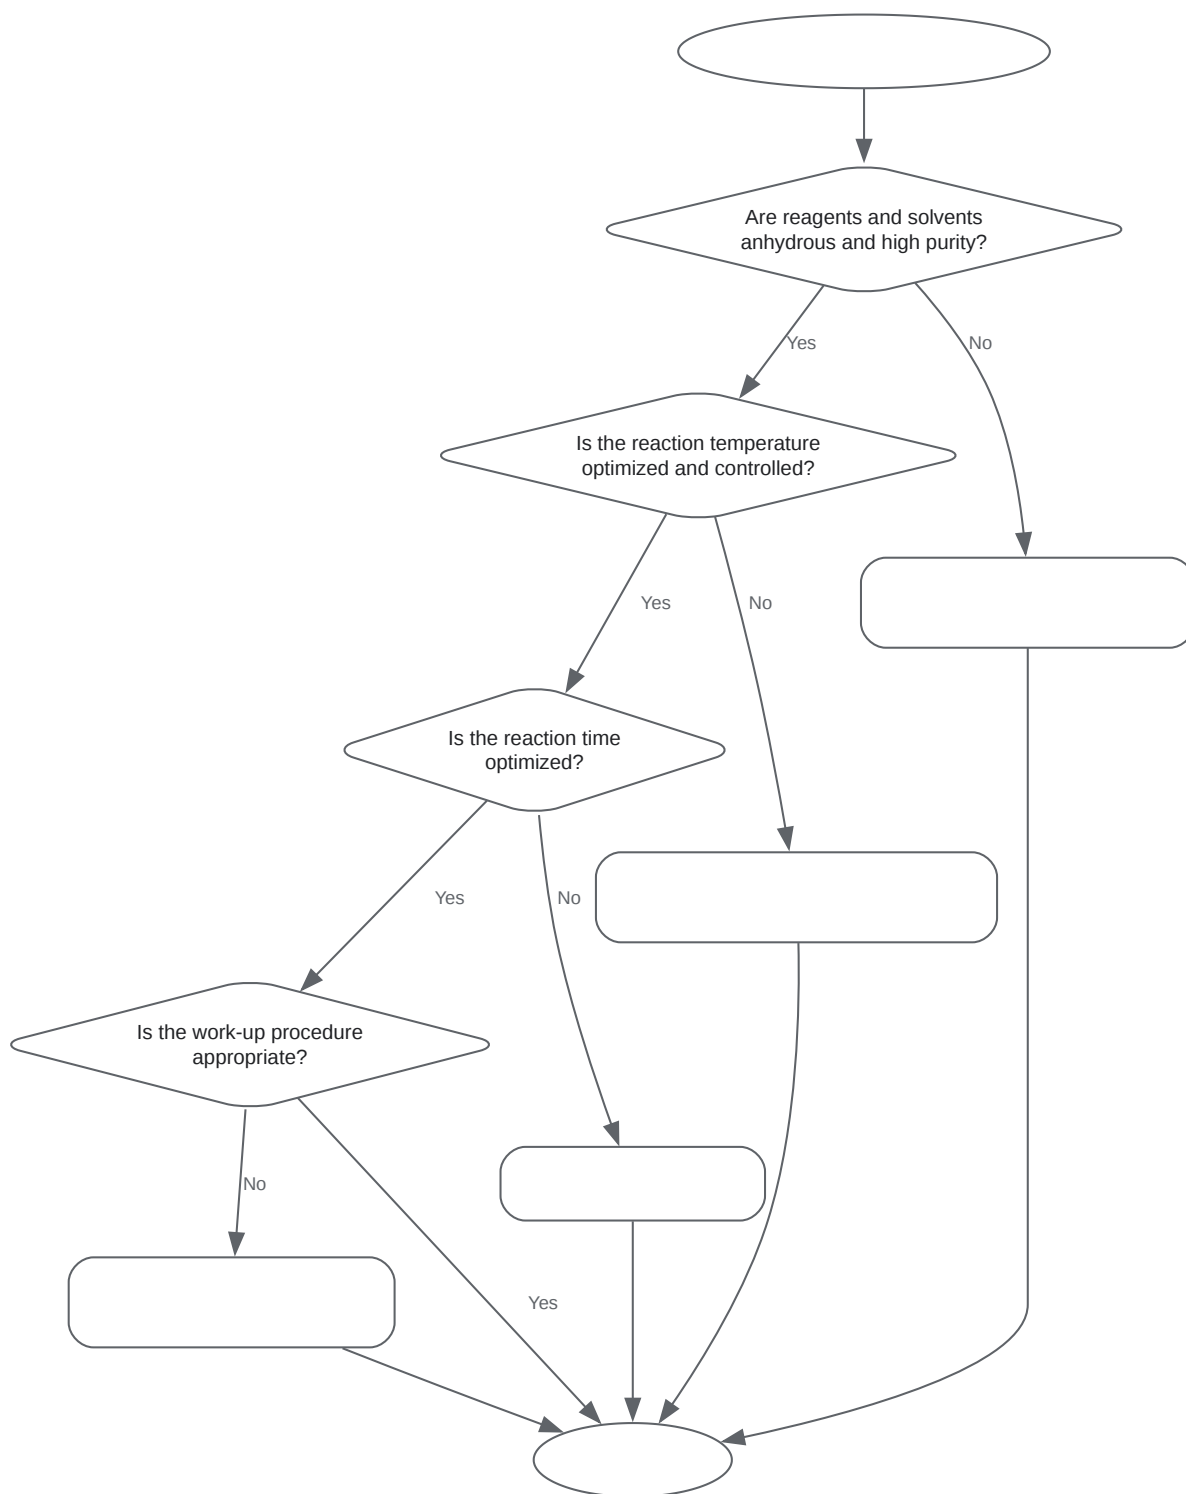 Are reagents and solvents
anhydrous and high purity?
Yes
No
Is the reaction temperature
optimized and controlled?
Yes
No
Is the reaction time
optimized?
Yes
No
Is the work-up procedure
appropriate?
No
Yes